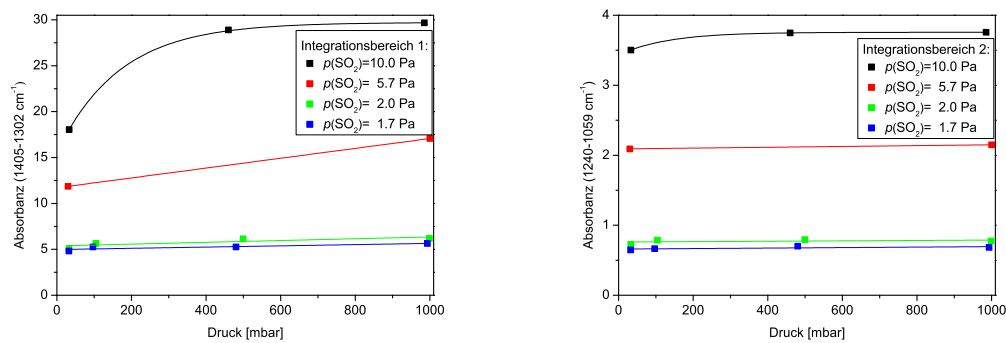 30
25
20
15
10
5
0
Absorbanz (1405-1302 cm⁻¹)
Integrationsbereich 1:
p(SO₂)=10.0 Pa
p(SO₂)= 5.7 Pa
p(SO₂)= 2.0 Pa
p(SO₂)= 1.7 Pa
0 200 400 600 800 1000
Druck [mbar]
4
3
2
1
0
Absorbanz (1240-1059 cm⁻¹)
Integrationsbereich 2:
p(SO₂)=10.0 Pa
p(SO₂)= 5.7 Pa
p(SO₂)= 2.0 Pa
p(SO₂)= 1.7 Pa
0 200 400 600 800 1000
Druck [mbar]